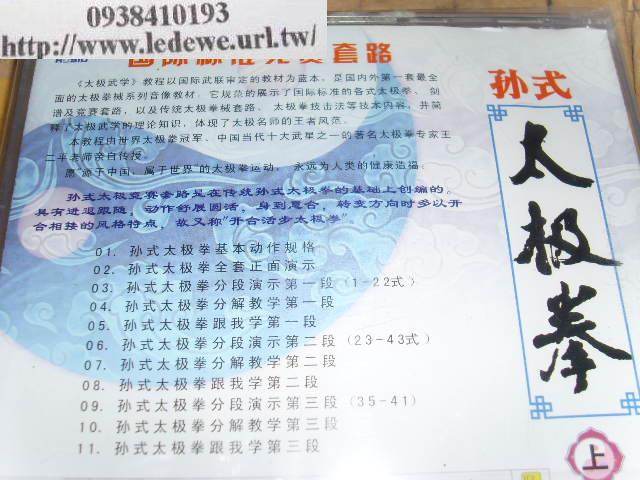 0938410193
http://www.ledewe.url.tw/
国际标准竞赛套路
《太极武学》教程以国际武联审定的教材为蓝本，是国内外第一套最全
面的太极拳械系列音像教材。它规范的展示了国际标准的各式太极拳、剑
谱及竞赛套路，以及传统太极拳械套路、太极拳技击法等技术内容，并简
释了太极武学的理论知识，体现了太极名师的王者风范。
本教程由世界太极拳冠军、中国当代十大武星之一的著名太极拳专家王
二平老师亲自传授。
愿"源于中国、属于世界"的太极拳运动，永远为人类的健康造福。
孙式太极竞赛套路是在传统孙式太极拳的基础上创编的。
具有进退跟随，动作舒展圆活，身到意合，转变方向时多以开
合相接的风格特点，故又称"开合活步太极拳"。
01. 孙式太极拳基本动作规格
02. 孙式太极拳全套正面演示
03. 孙式太极拳分段演示第一段（1-22式）
04. 孙式太极拳分解教学第一段
05. 孙式太极拳跟我学第一段
06. 孙式太极拳分段演示第二段（23-43式）
07. 孙式太极拳分解教学第二段
08. 孙式太极拳跟我学第二段
09. 孙式太极拳分段演示第三段（35-41）
10. 孙式太极拳分解教学第三段
11. 孙式太极拳跟我学第三段
孙式
太极拳
上